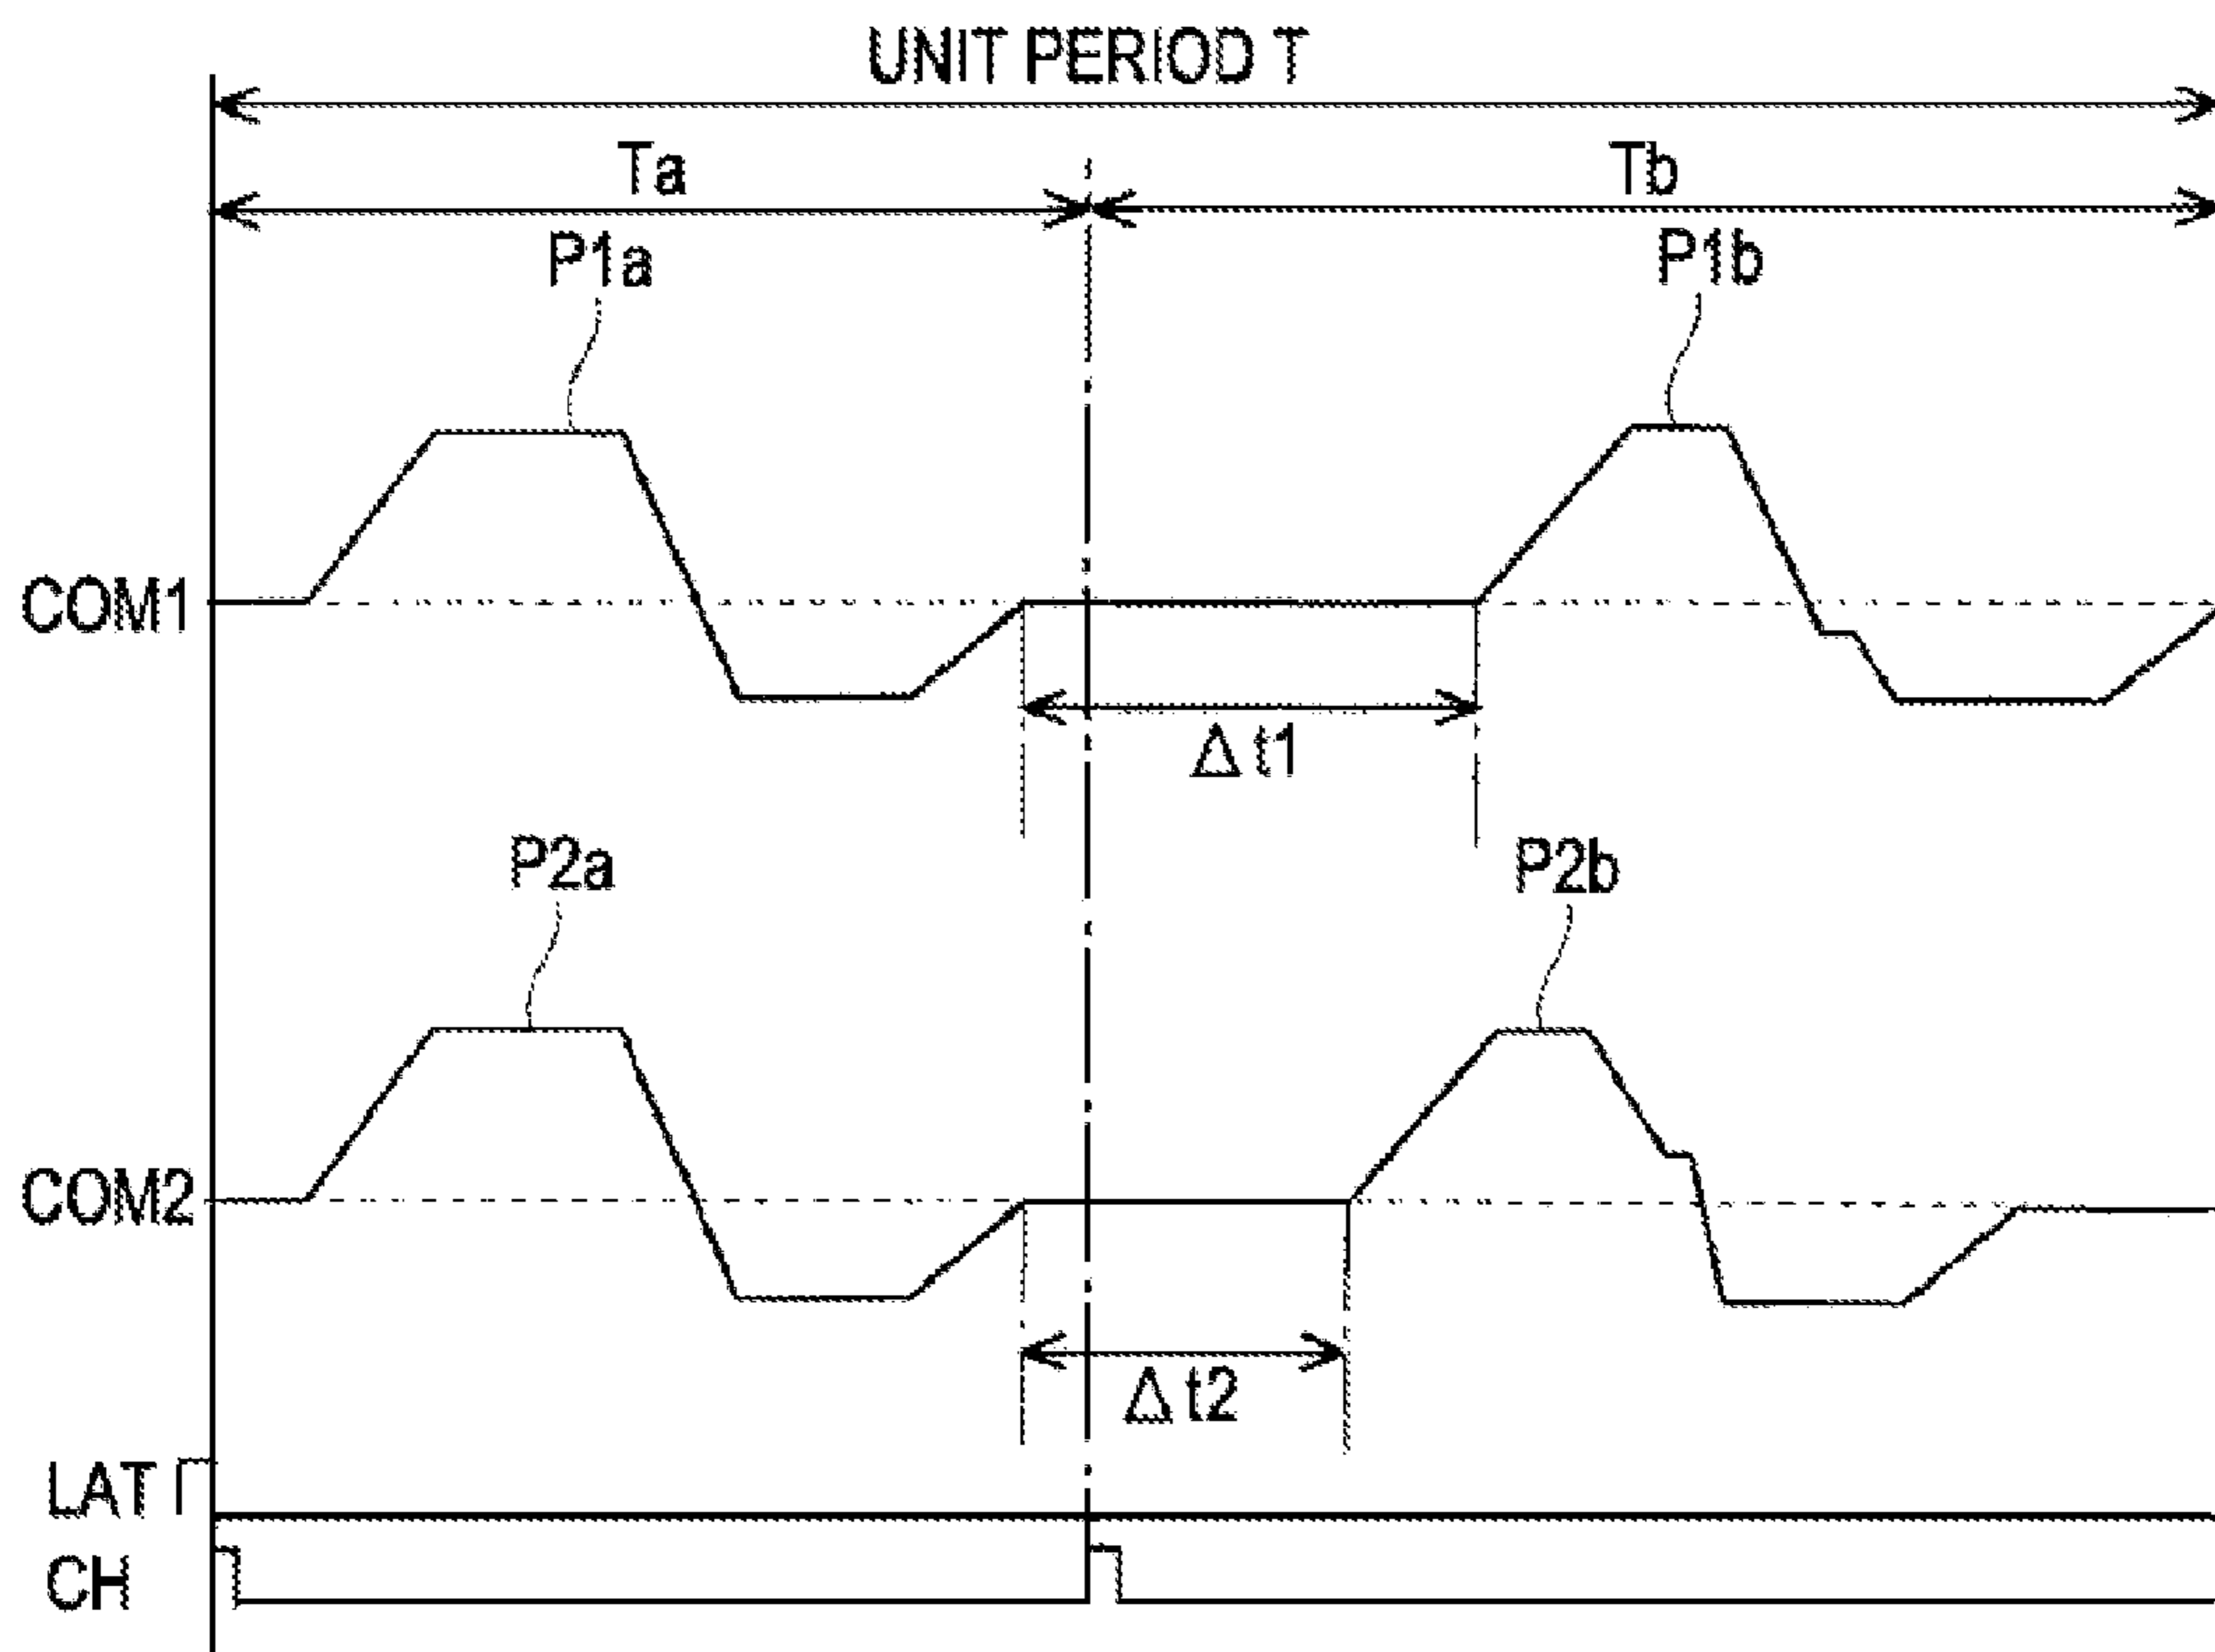 UNIT PERIOD T
Ta Tb
P1a P1b
COM1
Δt1
P2a P2b
COM2
Δt2
LAT
CH